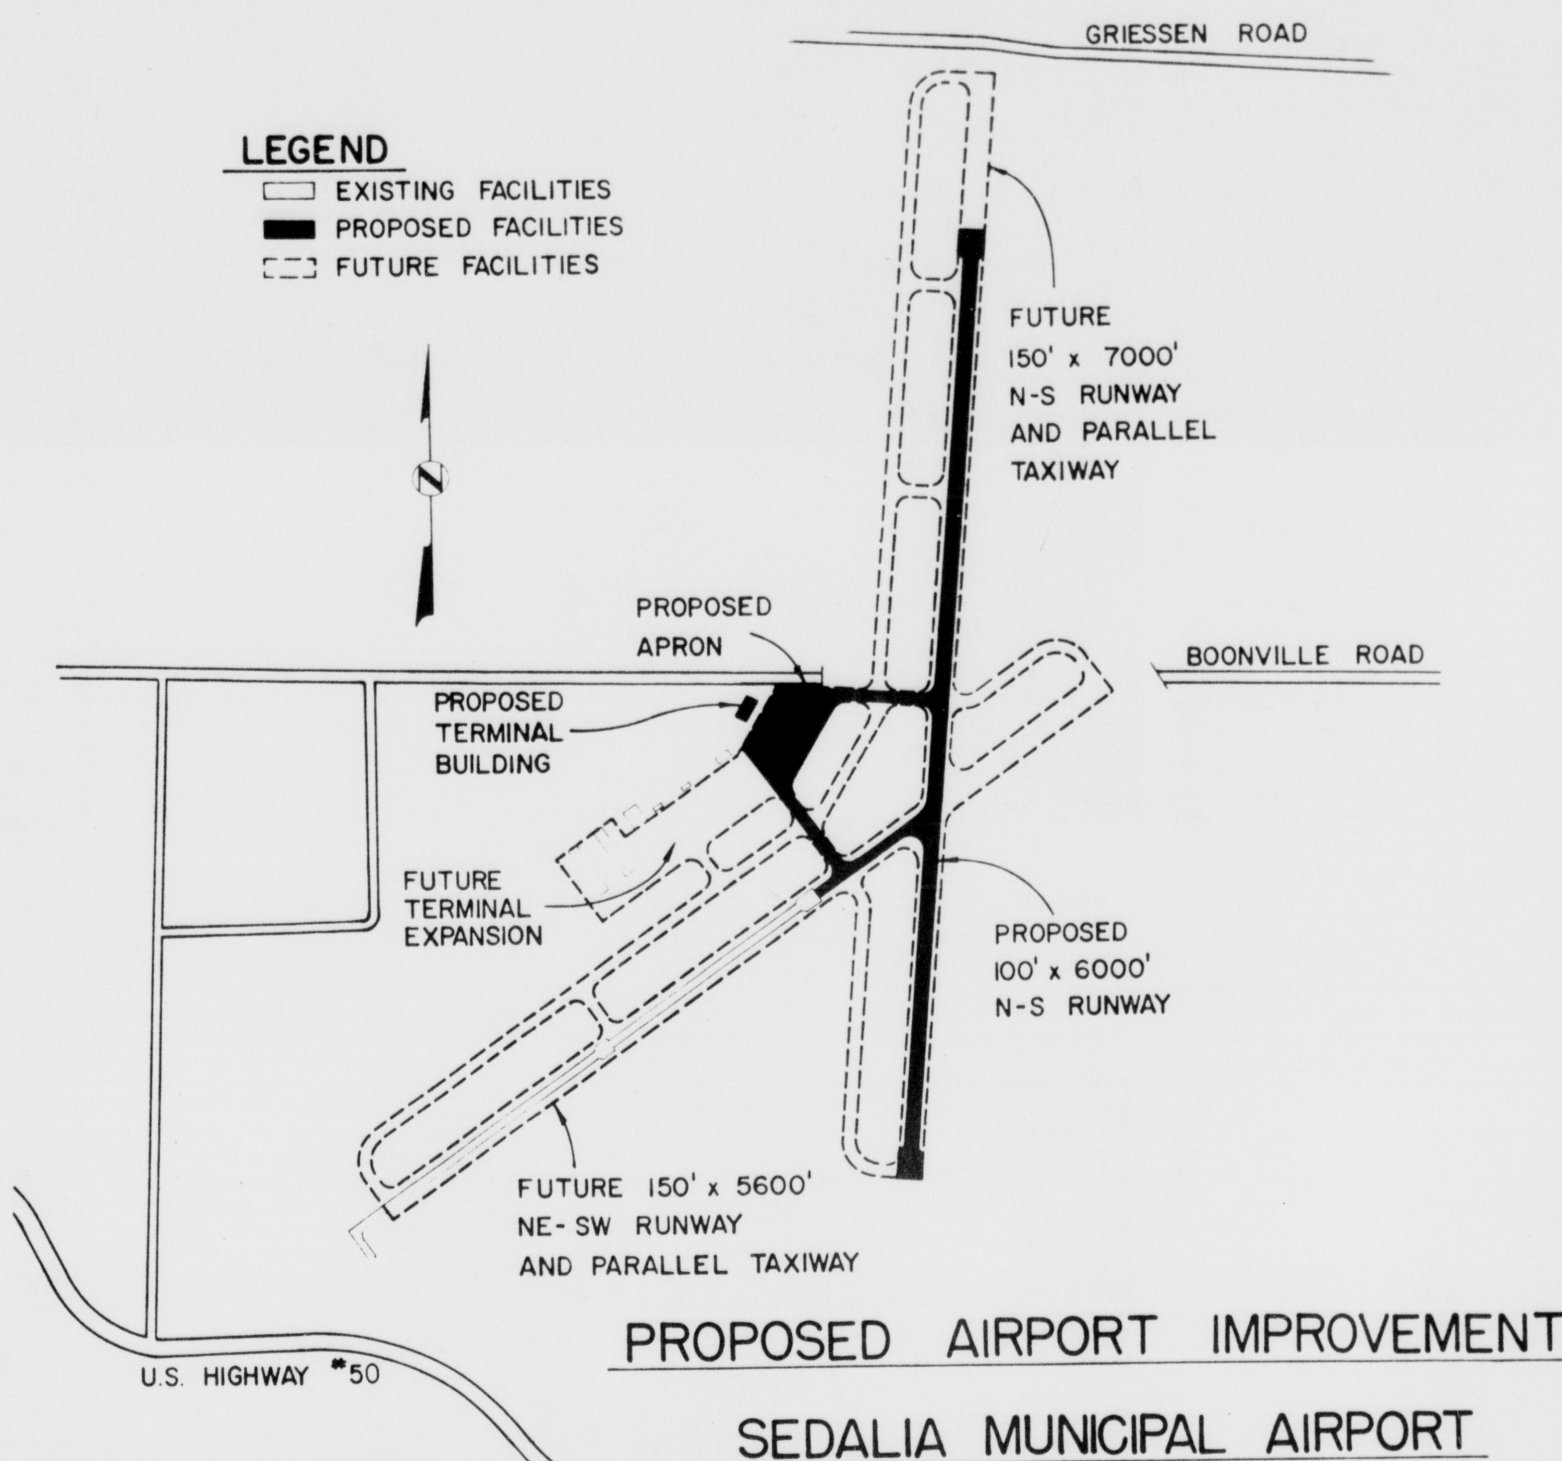 GRIESSEN ROAD
LEGEND
EXISTING FACILITIES
PROPOSED FACILITIES
FUTURE FACILITIES
FUTURE
150' x 7000'
N-S RUNWAY
AND PARALLEL
TAXIWAY
N
PROPOSED
APRON
BOONVILLE ROAD
PROPOSED
TERMINAL
BUILDING
FUTURE
TERMINAL
EXPANSION
PROPOSED
100' x 6000'
N-S RUNWAY
FUTURE 150' x 5600'
NE-SW RUNWAY
AND PARALLEL TAXIWAY
U.S. HIGHWAY #50
PROPOSED AIRPORT IMPROVEMENT
SEDALIA MUNICIPAL AIRPORT